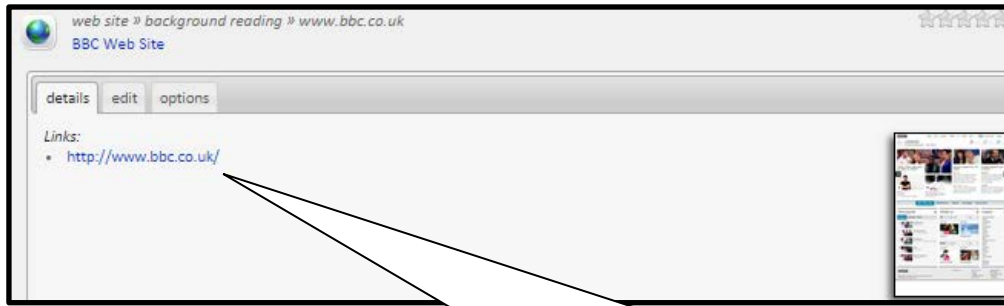 web site » background reading » www.bbc.co.uk
BBC Web Site
details edit options
Links:
• http://www.bbc.co.uk/